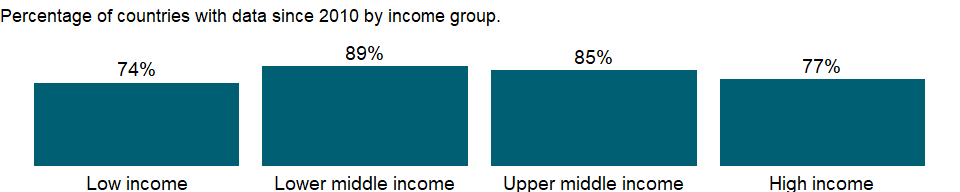 Percentage of countries with data since 2010 by income group.
74%
89%
85%
77%
Low income
Lower middle income
Upper middle income
High income